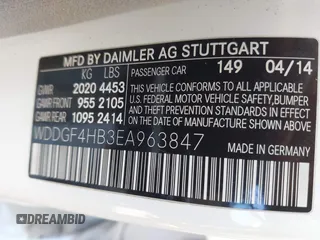 MFD BY DAIMLER AG STUTTGART
KG LBS PASSENGER CAR 149 04/14
GVWR 2020 4453 THIS VEHICLE CONFORMS TO ALL APPLICABLE
GAWR FRONT 955 2105 U.S. FEDERAL MOTOR VEHICLE SAFETY, BUMPER
GAWR REAR 1095 2414 AND THEFT PREVENTION STANDARDS IN EFFECT ON THE DATE OF MANUFACTURE SHOWN ABOVE.
WDDGF4HB3EA963847 MADE IN GERMANY
DREAMBID